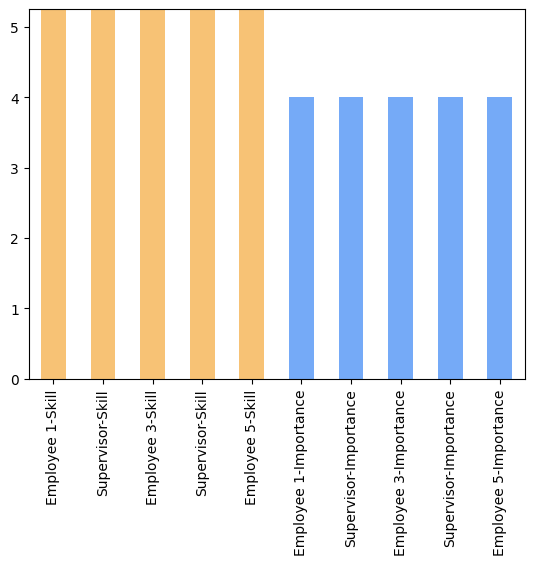 5
4
3
2
1
0
Employee 1-Skill
Supervisor-Skill
Employee 3-Skill
Supervisor-Skill
Employee 5-Skill
Employee 1-Importance
Supervisor-Importance
Employee 3-Importance
Supervisor-Importance
Employee 5-Importance